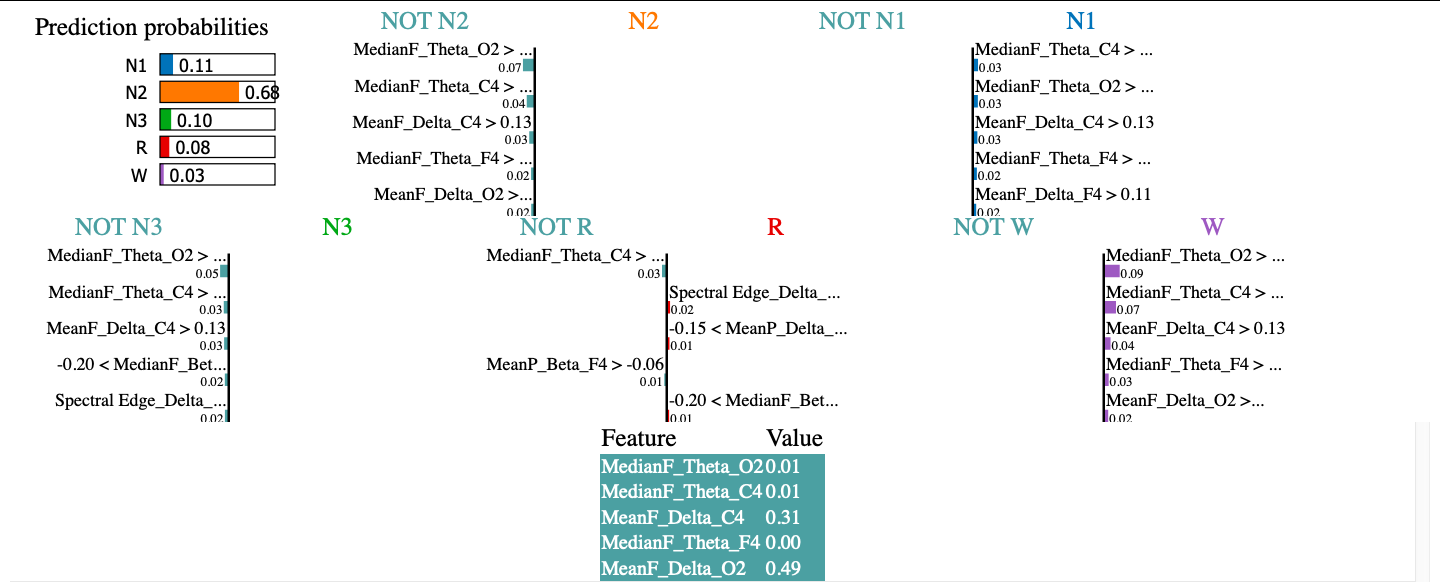 Prediction probabilities
N1 0.11
N2 0.68
N3 0.10
R 0.08
W 0.03
NOT N2 N2
MedianF_Theta_O2 > ...
0.07
MedianF_Theta_C4 > ...
0.04
MeanF_Delta_C4 > 0.13
0.03
MedianF_Theta_F4 > ...
0.02
MeanF_Delta_O2 >...
0.02
NOT N1 N1
MedianF_Theta_C4 > ...
0.03
MedianF_Theta_O2 > ...
0.03
MeanF_Delta_C4 > 0.13
0.03
MedianF_Theta_F4 > ...
0.02
MeanF_Delta_F4 > 0.11
0.02
NOT N3 N3
MedianF_Theta_O2 > ...
0.05
MedianF_Theta_C4 > ...
0.03
MeanF_Delta_C4 > 0.13
0.03
-0.20 < MedianF_Bet...
0.02
Spectral Edge_Delta_...
0.02
NOT R R
MedianF_Theta_C4 > ...
0.03
Spectral Edge_Delta_...
0.02
-0.15 < MeanP_Delta_...
0.01
MeanP_Beta_F4 > -0.06
0.01
-0.20 < MedianF_Bet...
0.01
NOT W W
MedianF_Theta_O2 > ...
0.09
MedianF_Theta_C4 > ...
0.07
MeanF_Delta_C4 > 0.13
0.04
MedianF_Theta_F4 > ...
0.03
MeanF_Delta_O2 >...
0.02
Feature Value
MedianF_Theta_O2 0.01
MedianF_Theta_C4 0.01
MeanF_Delta_C4 0.31
MedianF_Theta_F4 0.00
MeanF_Delta_O2 0.49